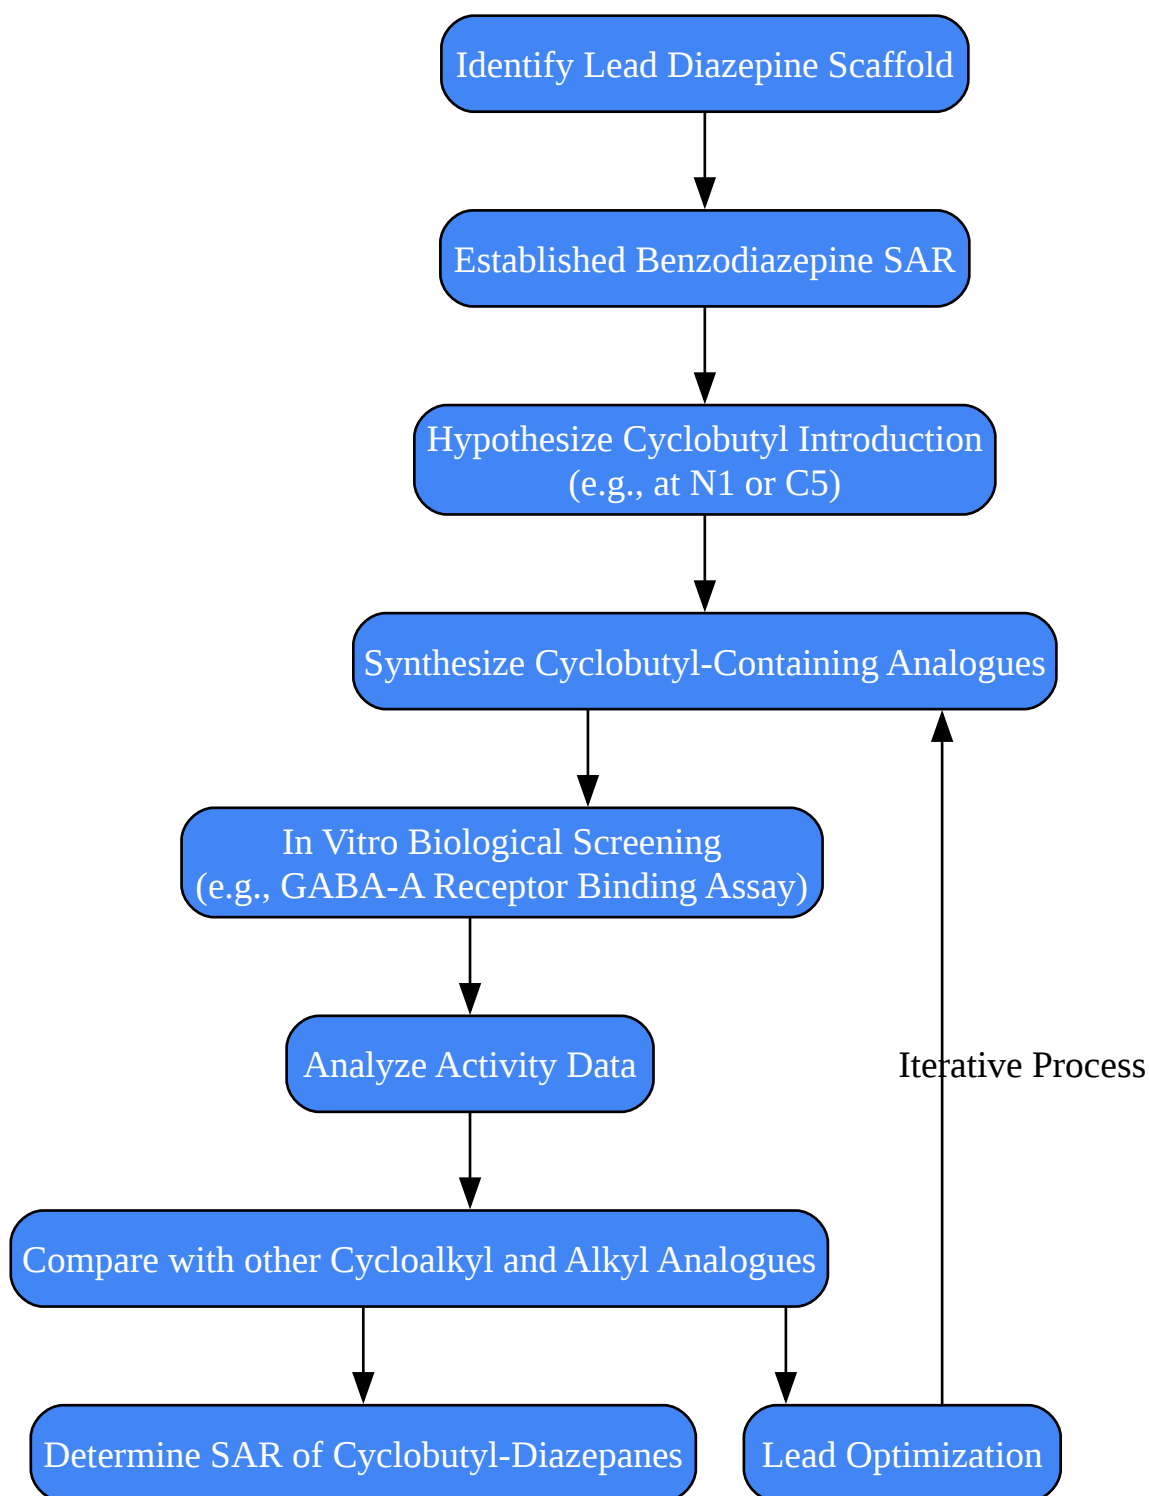 Identify Lead Diazepine Scaffold
Established Benzodiazepine SAR
Hypothesize Cyclobutyl Introduction
(e.g., at N1 or C5)
Synthesize Cyclobutyl-Containing Analogues
In Vitro Biological Screening
(e.g., GABA-A Receptor Binding Assay)
Analyze Activity Data
Iterative Process
Compare with other Cycloalkyl and Alkyl Analogues
Determine SAR of Cyclobutyl-Diazepanes
Lead Optimization